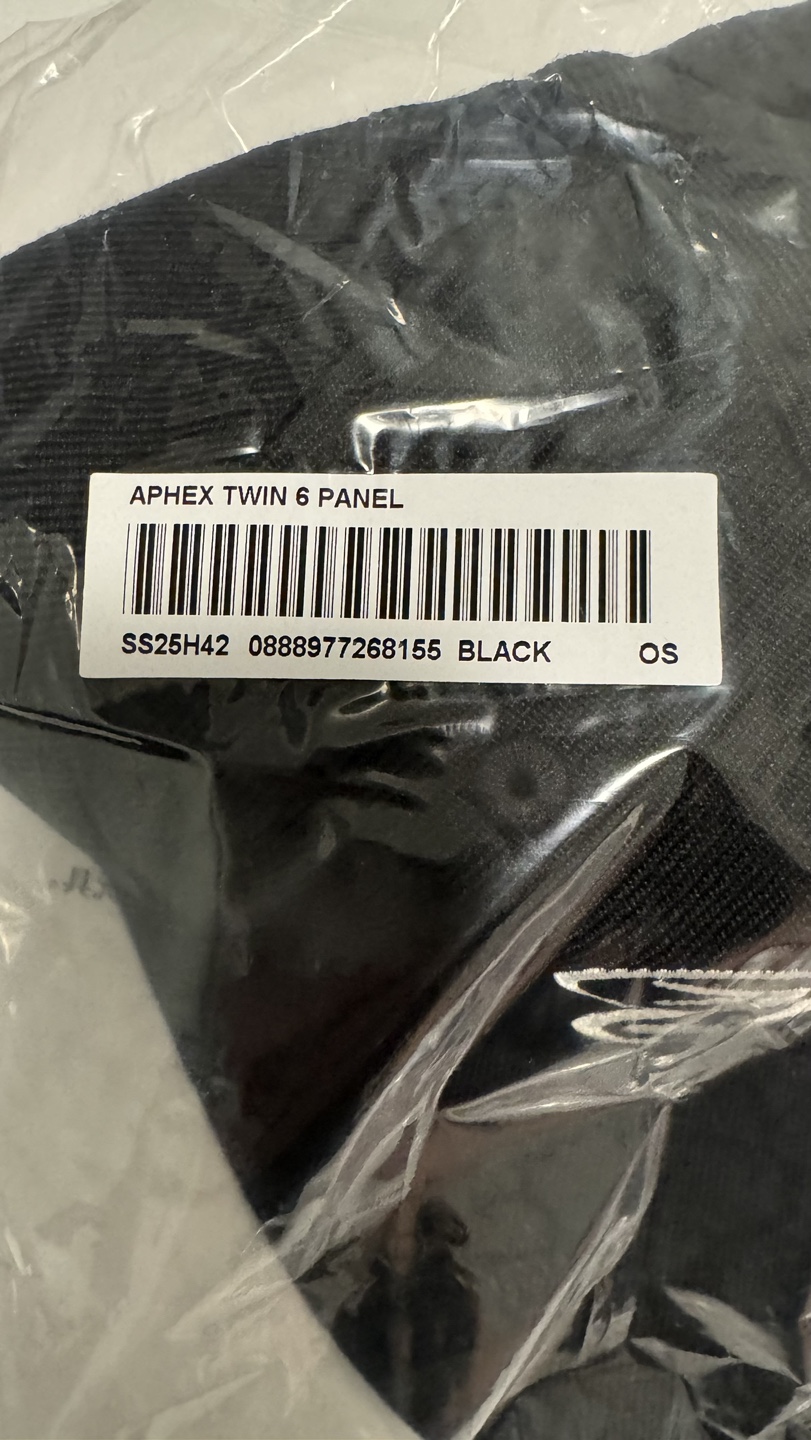 APHEX TWIN 6 PANEL
SS25H42 0888977268155 BLACK OS